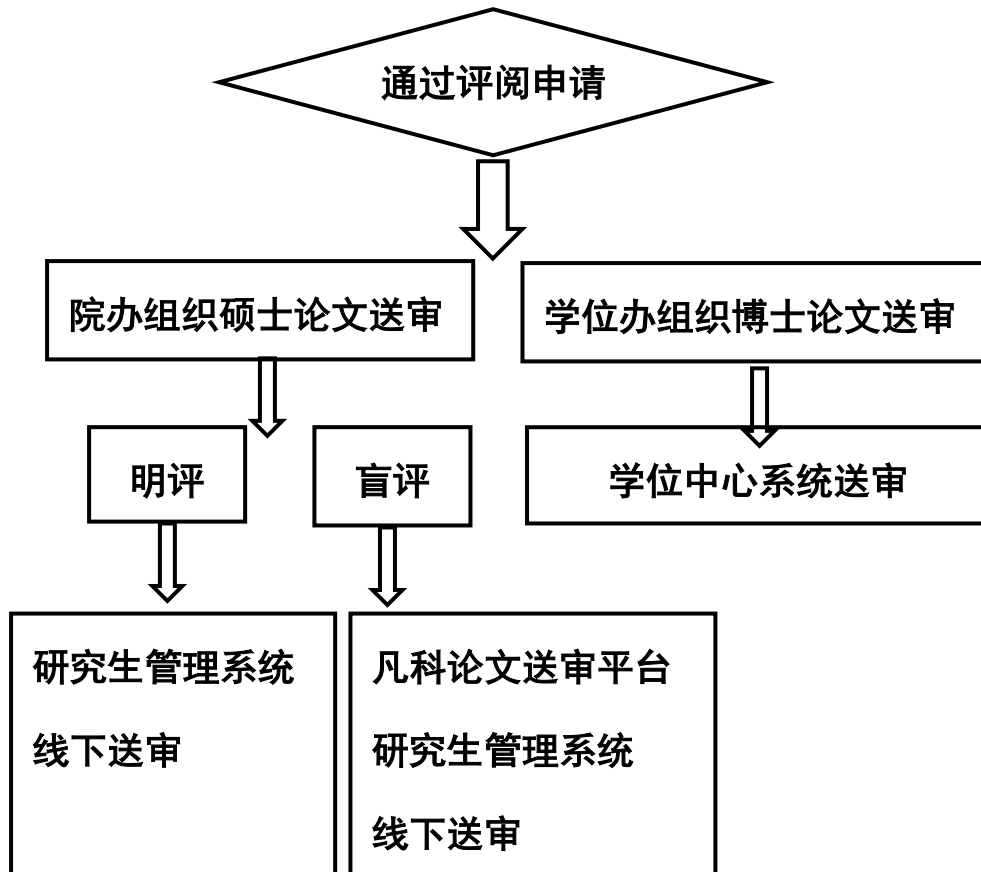 通过评阅申请
院办组织硕士论文送审
学位办组织博士论文送审
明评
盲评
学位中心系统送审
研究生管理系统
线下送审
凡科论文送审平台
研究生管理系统
线下送审